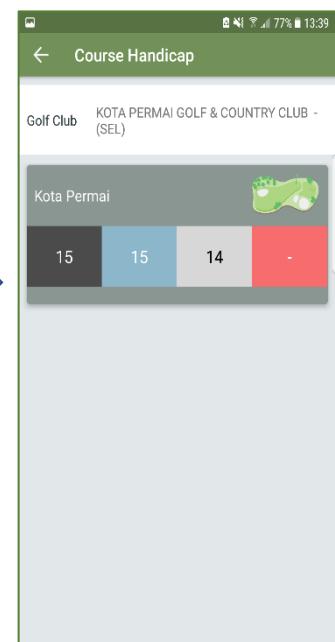 77% 13:39
Course Handicap
Golf Club
KOTA PERMAI GOLF & COUNTRY CLUB -
(SEL)
Kota Permai
15 15 14 -